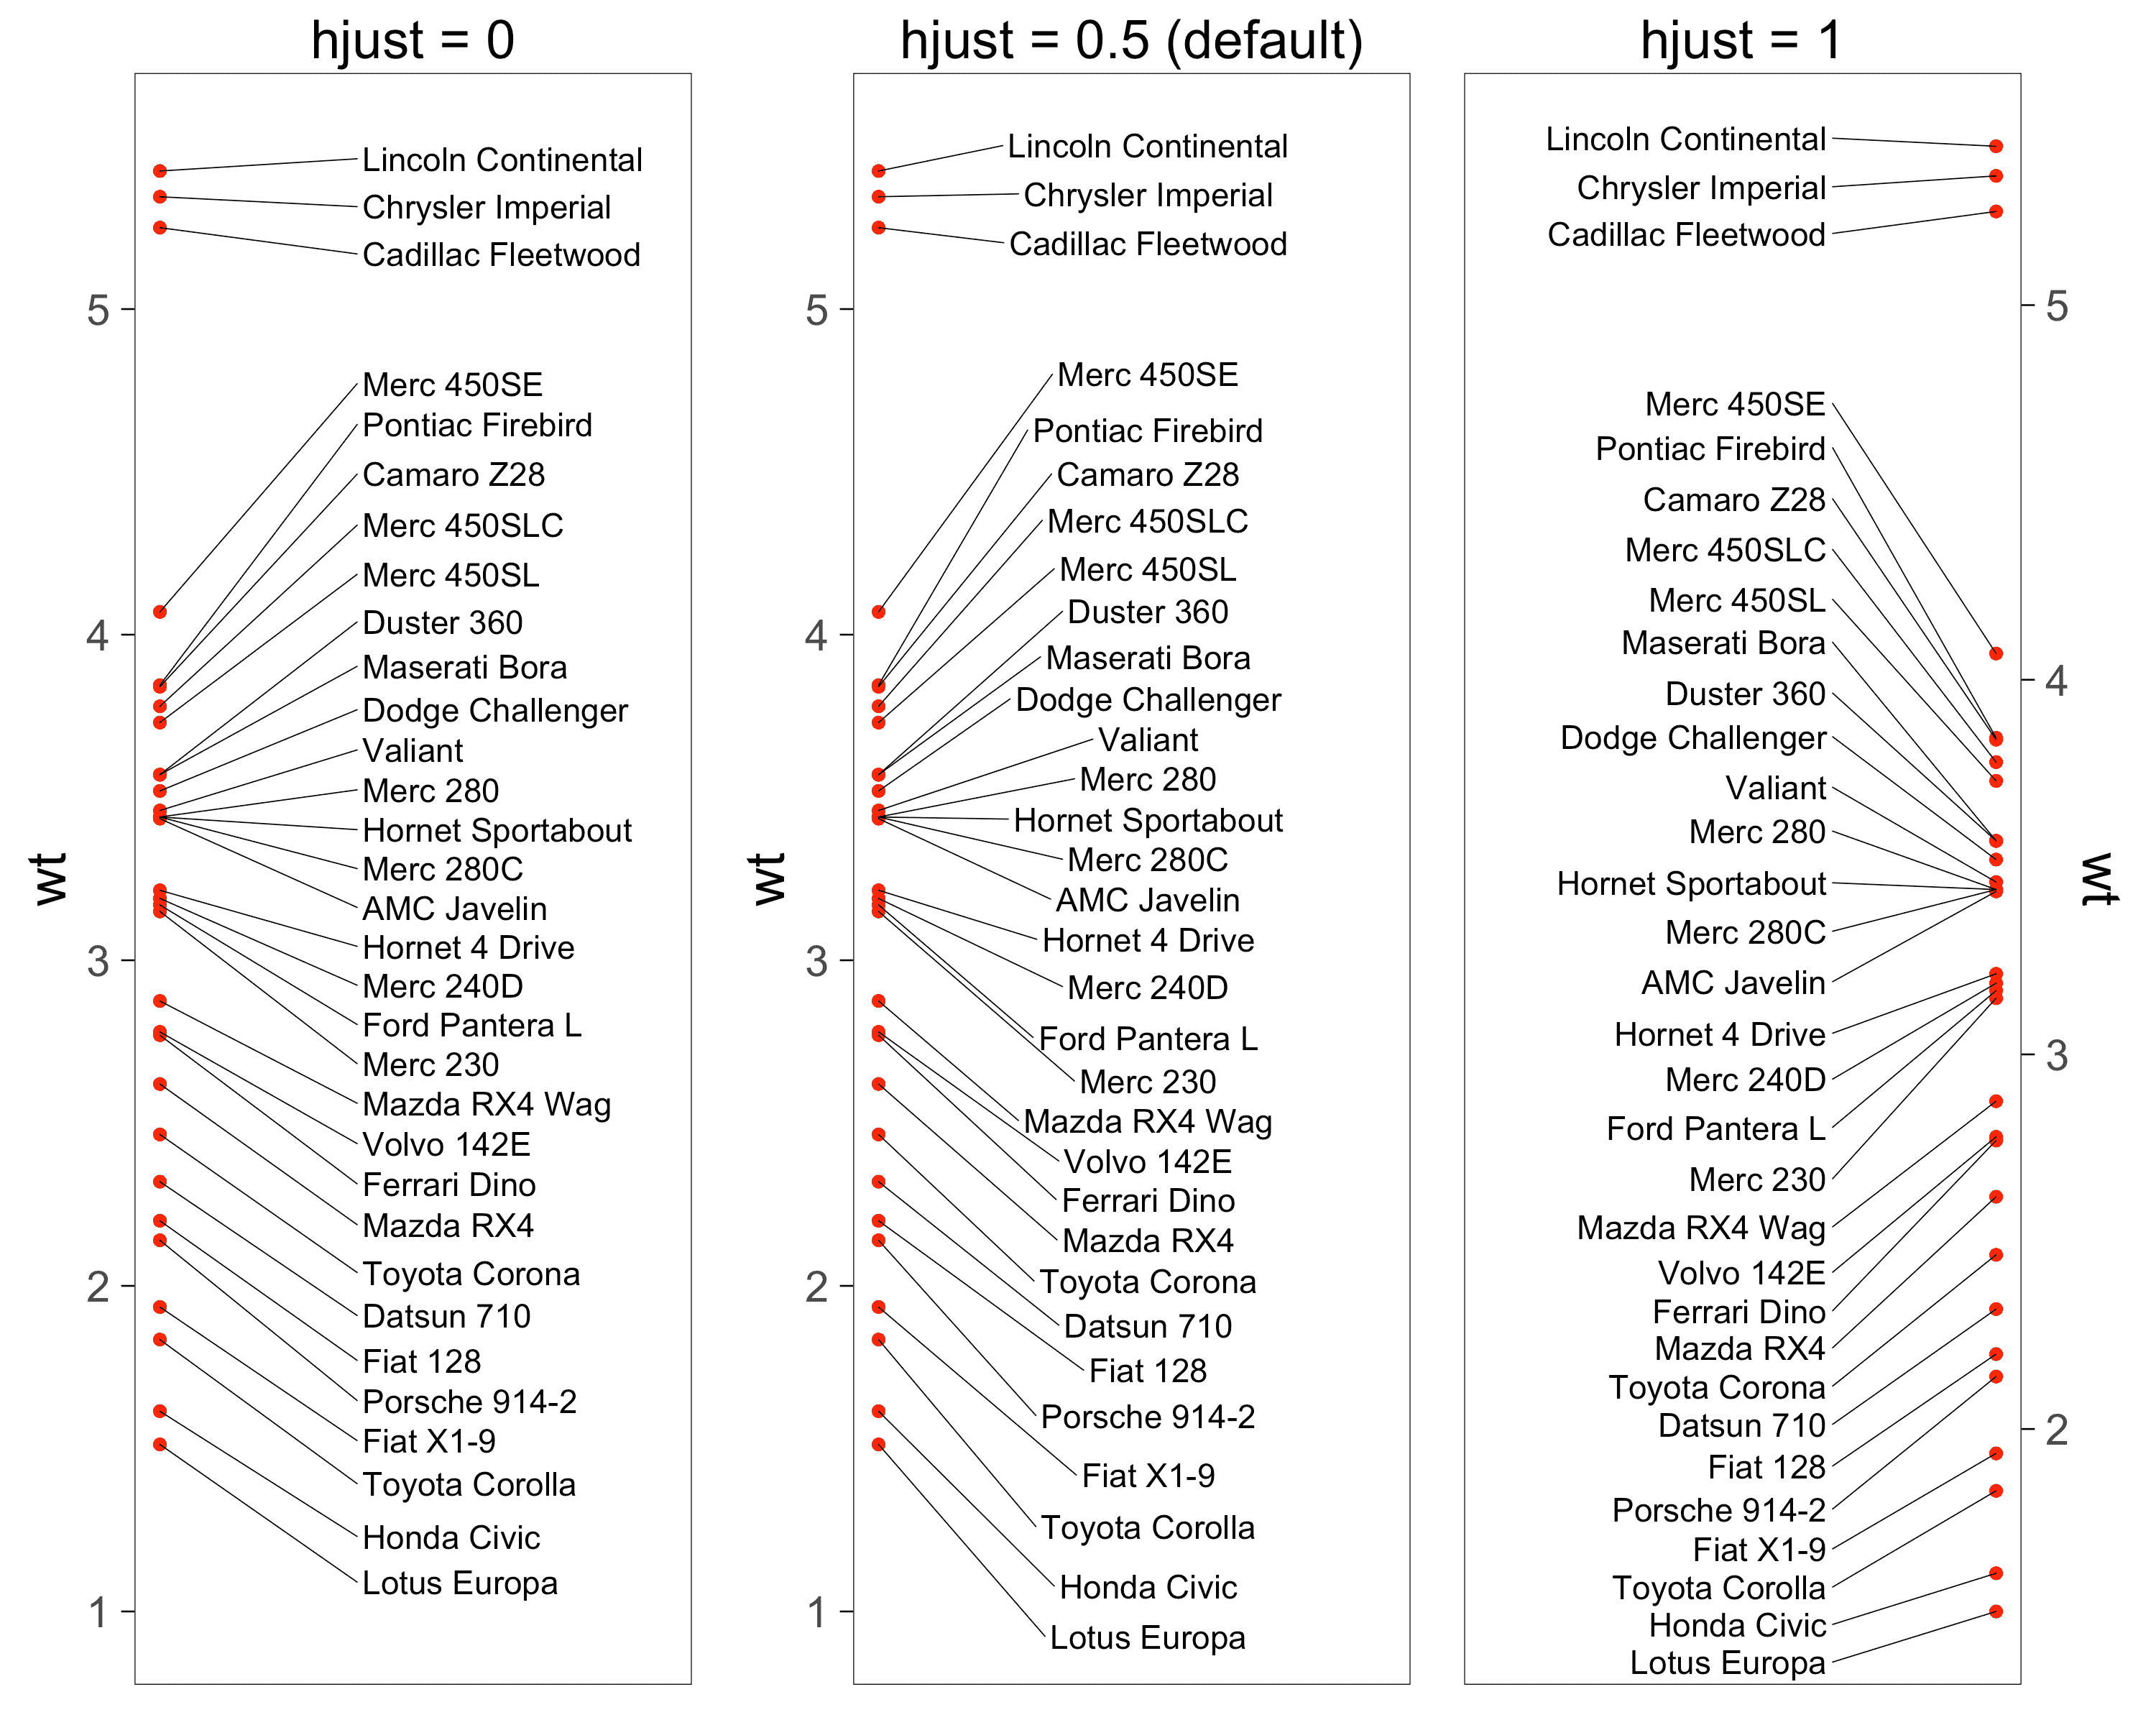 hjust = 0
Lincoln Continental
Chrysler Imperial
Cadillac Fleetwood
5
Merc 450SE
Pontiac Firebird
Camaro Z28
Merc 450SLC
Merc 450SL
Duster 360
4
Maserati Bora
Dodge Challenger
Valiant
Merc 280
Hornet Sportabout
Merc 280C
wt
AMC Javelin
Hornet 4 Drive
3
Merc 240D
Ford Pantera L
Merc 230
Mazda RX4 Wag
Volvo 142E
Ferrari Dino
Mazda RX4
Toyota Corona
2
Datsun 710
Fiat 128
Porsche 914-2
Fiat X1-9
Toyota Corolla
Honda Civic
Lotus Europa
1
hjust = 0.5 (default)
Lincoln Continental
Chrysler Imperial
Cadillac Fleetwood
5
Merc 450SE
Pontiac Firebird
Camaro Z28
Merc 450SLC
Merc 450SL
Duster 360
4
Maserati Bora
Dodge Challenger
Valiant
Merc 280
Hornet Sportabout
Merc 280C
wt
AMC Javelin
Hornet 4 Drive
3
Merc 240D
Ford Pantera L
Merc 230
Mazda RX4 Wag
Volvo 142E
Ferrari Dino
Mazda RX4
Toyota Corona
2
Datsun 710
Fiat 128
Porsche 914-2
Fiat X1-9
Toyota Corolla
Honda Civic
1
Lotus Europa
hjust = 1
Lincoln Continental
Chrysler Imperial
Cadillac Fleetwood
5
Merc 450SE
Pontiac Firebird
Camaro Z28
Merc 450SLC
Merc 450SL
Maserati Bora
4
Duster 360
Dodge Challenger
Valiant
Merc 280
Hornet Sportabout
wt
Merc 280C
AMC Javelin
Hornet 4 Drive
3
Merc 240D
Ford Pantera L
Merc 230
Mazda RX4 Wag
Volvo 142E
Ferrari Dino
Mazda RX4
Toyota Corona
Datsun 710
2
Fiat 128
Porsche 914-2
Fiat X1-9
Toyota Corolla
Honda Civic
Lotus Europa